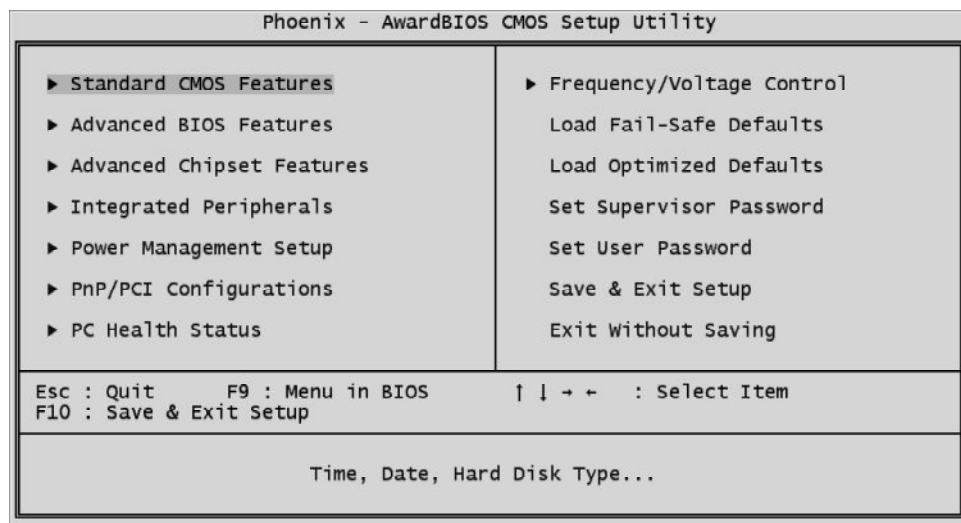 Phoenix - AwardBIOS CMOS Setup Utility
▶ Standard CMOS Features
▶ Advanced BIOS Features
▶ Advanced Chipset Features
▶ Integrated Peripherals
▶ Power Management Setup
▶ PnP/PCI Configurations
▶ PC Health Status
▶ Frequency/Voltage Control
Load Fail-Safe Defaults
Load Optimized Defaults
Set Supervisor Password
Set User Password
Save & Exit Setup
Exit Without Saving
Esc : Quit F9 : Menu in BIOS ↑ ↓ → ← : Select Item
F10 : Save & Exit Setup
Time, Date, Hard Disk Type...